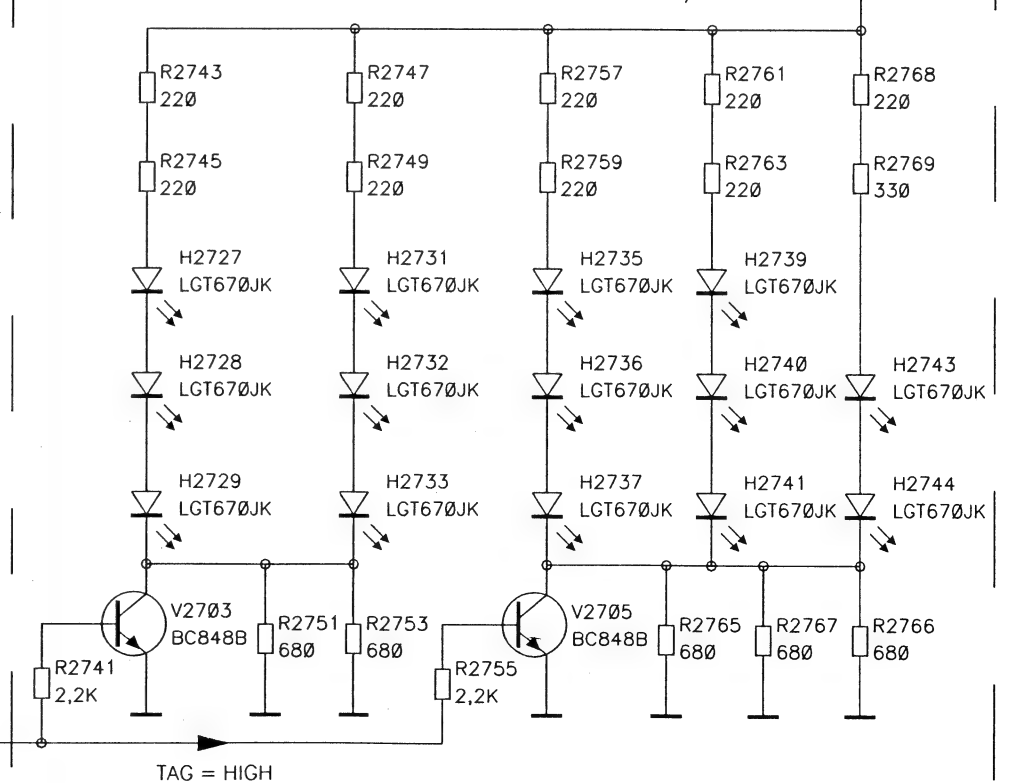 R2743
220
R2747
220
R2757
220
R2761
220
R2768
220
R2745
220
R2749
220
R2759
220
R2763
220
R2769
330
H2727
LGT670JK
H2731
LGT670JK
H2735
LGT670JK
H2739
LGT670JK
H2728
LGT670JK
H2732
LGT670JK
H2736
LGT670JK
H2740
LGT670JK
H2743
LGT670JK
H2729
LGT670JK
H2733
LGT670JK
H2737
LGT670JK
H2741
LGT670JK
H2744
LGT670JK
V2703
BC848B
R2751
680
R2753
680
V2705
BC848B
R2765
680
R2767
680
R2766
680
R2741
2,2K
R2755
2,2K
TAG = HIGH